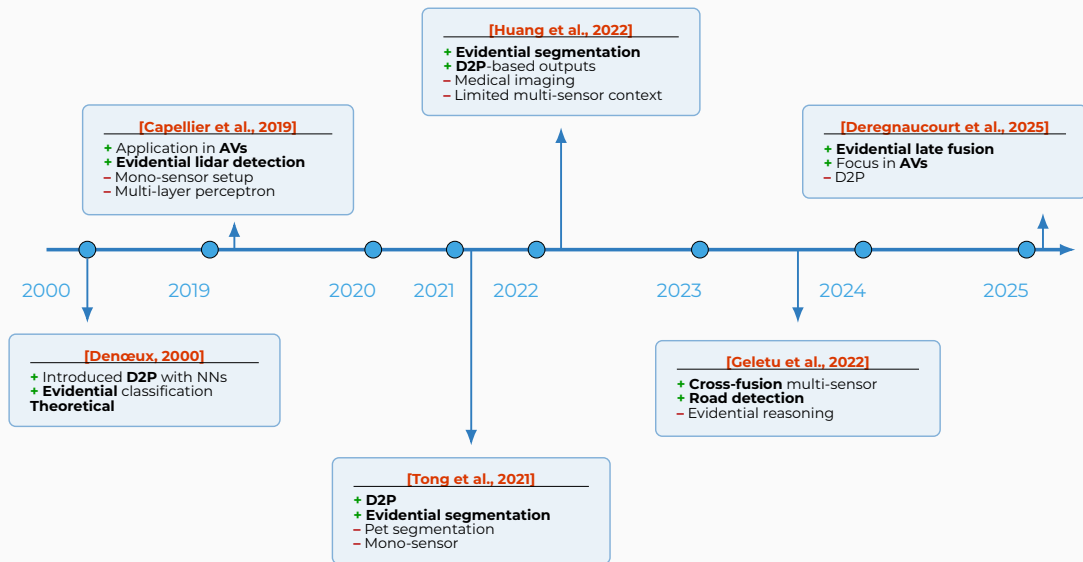 [Huang et al., 2022]
+ Evidential segmentation
+ D2P-based outputs
– Medical imaging
– Limited multi-sensor context
[Capellier et al., 2019]
+ Application in AVs
+ Evidential lidar detection
– Mono-sensor setup
– Multi-layer perceptron
[Deregnaucourt et al., 2025]
+ Evidential late fusion
+ Focus in AVs
– D2P
2000 2019 2020 2021 2022 2023 2024 2025
[Denœux, 2000]
+ Introduced D2P with NNs
+ Evidential classification
Theoretical
[Geletu et al., 2022]
+ Cross-fusion multi-sensor
+ Road detection
– Evidential reasoning
[Tong et al., 2021]
+ D2P
+ Evidential segmentation
– Pet segmentation
– Mono-sensor